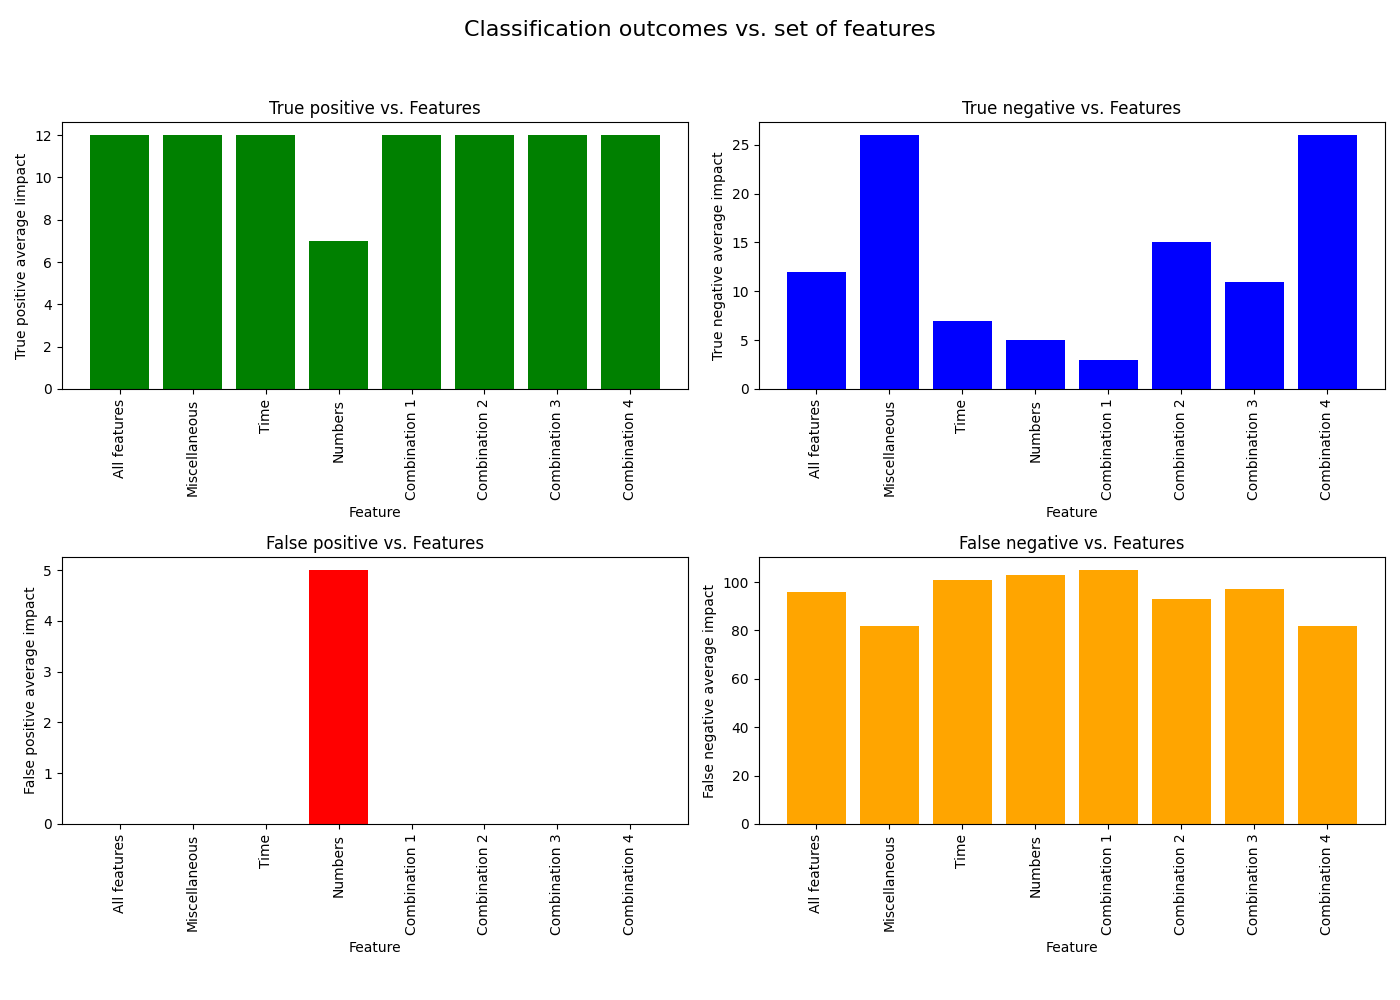 Classification outcomes vs. set of features
True positive vs. Features
True positive average limpact
12
10
8
6
4
2
0
All features
Miscellaneous
Time
Numbers
Combination 1
Combination 2
Combination 3
Combination 4
Feature
True negative vs. Features
True negative average impact
25
20
15
10
5
0
All features
Miscellaneous
Time
Numbers
Combination 1
Combination 2
Combination 3
Combination 4
Feature
False positive vs. Features
False positive average impact
5
4
3
2
1
0
All features
Miscellaneous
Time
Numbers
Combination 1
Combination 2
Combination 3
Combination 4
Feature
False negative vs. Features
False negative average impact
100
80
60
40
20
0
All features
Miscellaneous
Time
Numbers
Combination 1
Combination 2
Combination 3
Combination 4
Feature